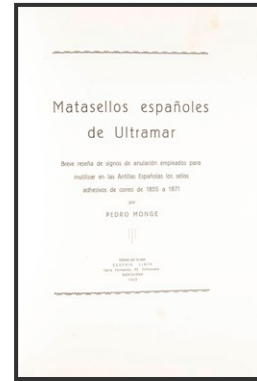 Matasellos españoles
de Ultramar
Breve reseña de signos de anulación empleados para
inutilizar en las Antillas Españolas los sellos
adhesivos de correo de 1855 a 1871
por
PEDRO MONGE
BARCELONA